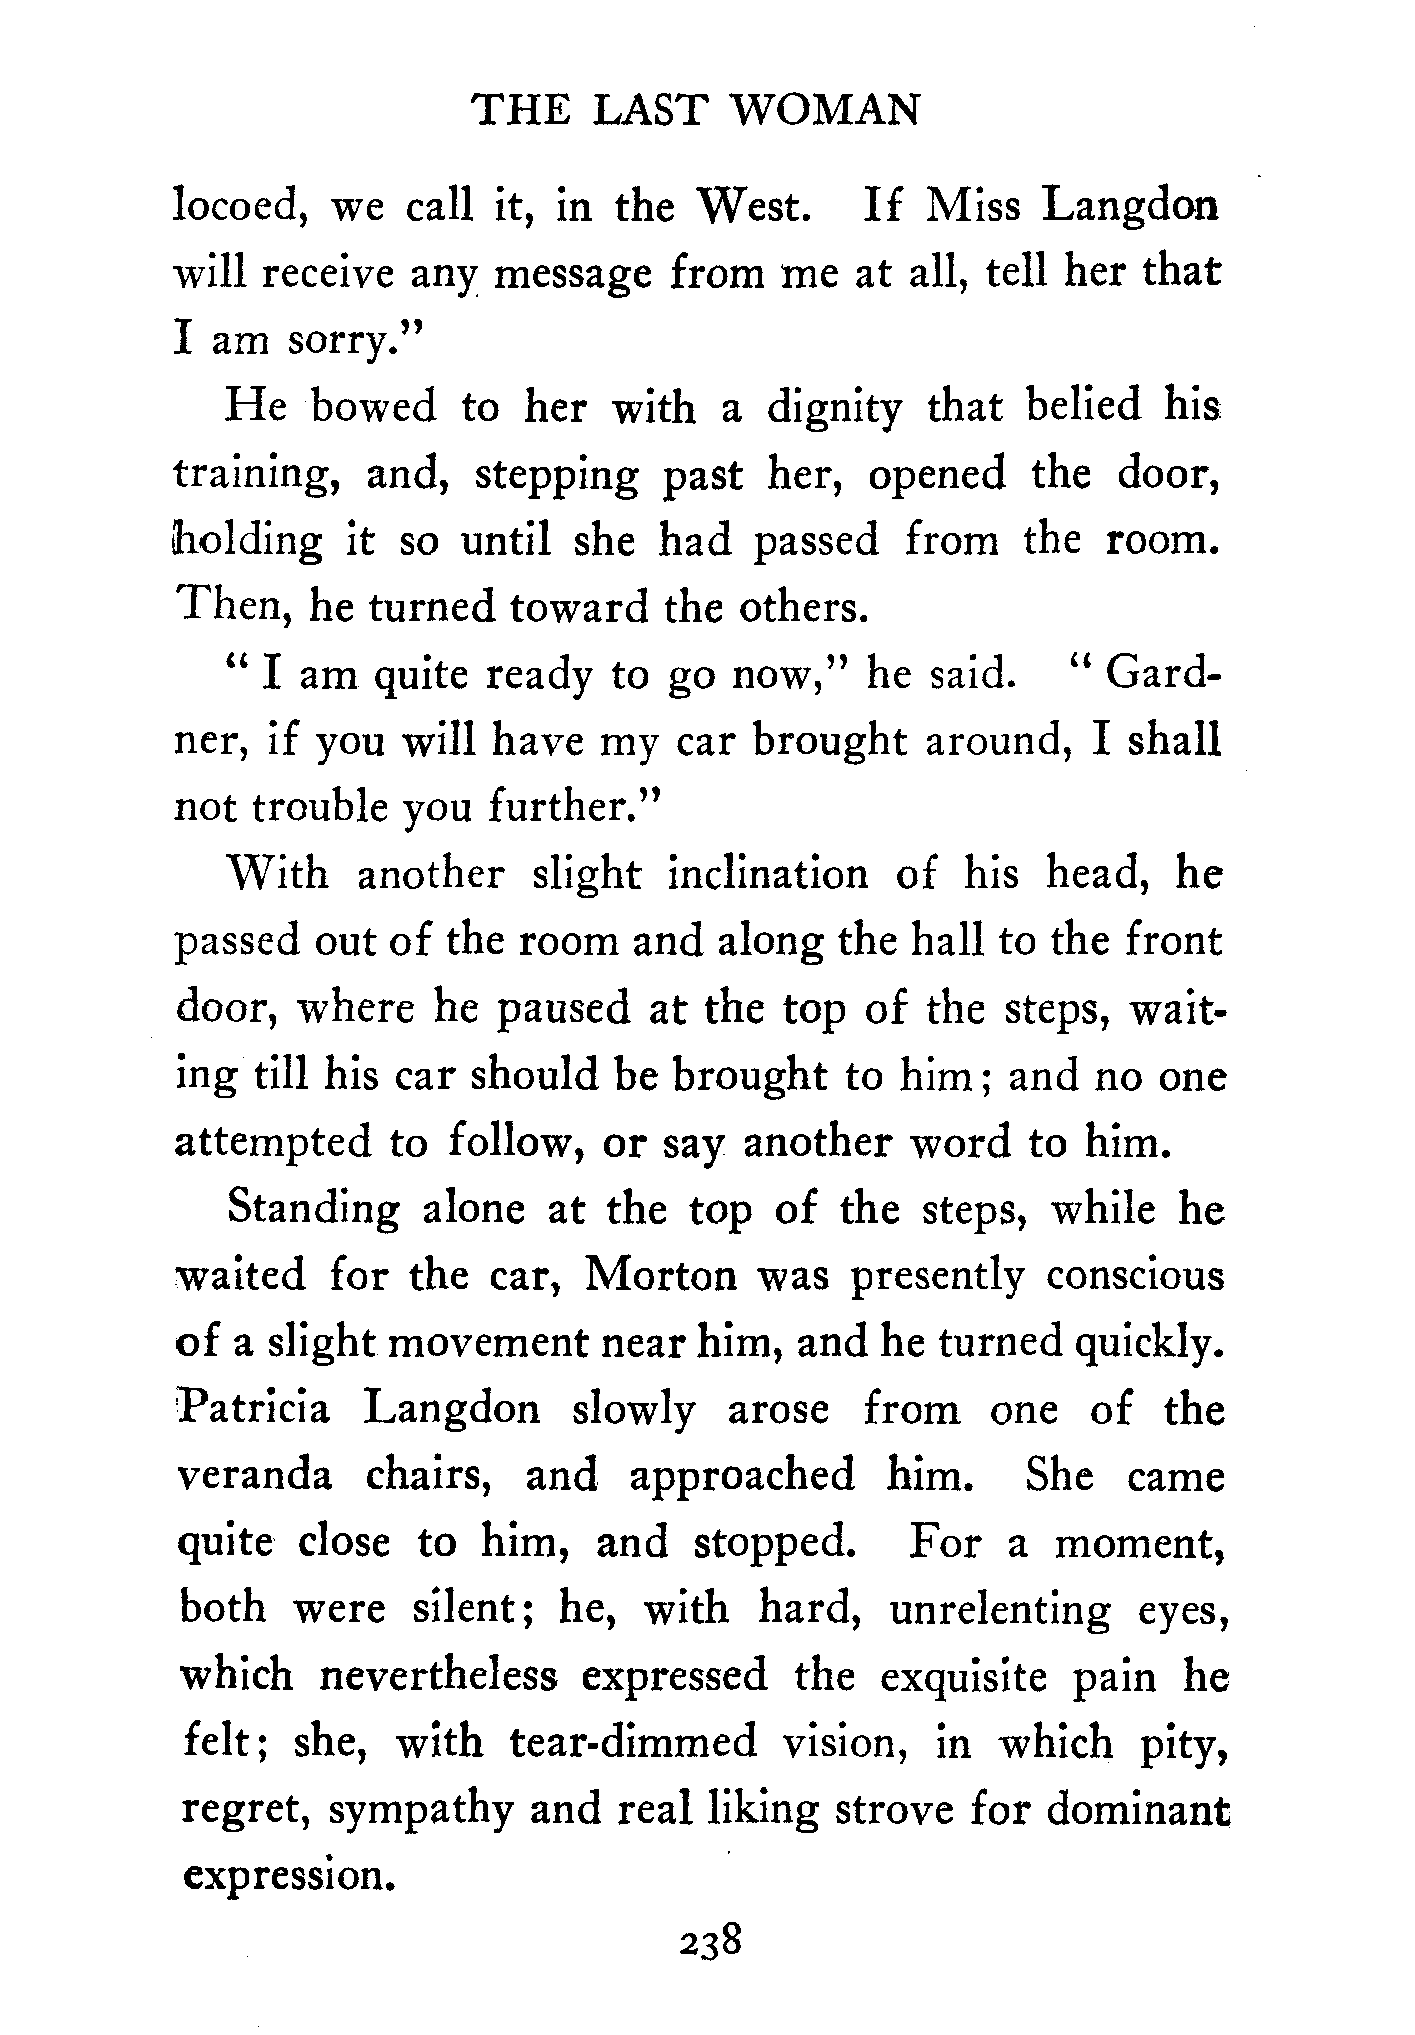 THE LAST WOMAN
locoed, we call it, in the West. If Miss Langdon
will receive any message from me at all, tell her that
I am sorry."
He bowed to her with a dignity that belied his
training, and, stepping past her, opened the door,
holding it so until she had passed from the room.
Then, he turned toward the others.
" I am quite ready to go now," he said. " Gard-
ner, if you will have my car brought around, I shall
not trouble you further."
With another slight inclination of his head, he
passed out of the room and along the hall to the front
door, where he paused at the top of the steps, wait-
ing till his car should be brought to him; and no one
attempted to follow, or say another word to him.
Standing alone at the top of the steps, while he
waited for the car, Morton was presently conscious
of a slight movement near him, and he turned quickly.
Patricia Langdon slowly arose from one of the
veranda chairs, and approached him. She came
quite close to him, and stopped. For a moment,
both were silent; he, with hard, unrelenting eyes,
which nevertheless expressed the exquisite pain he
felt; she, with tear-dimmed vision, in which pity,
regret, sympathy and real liking strove for dominant
expression.
238